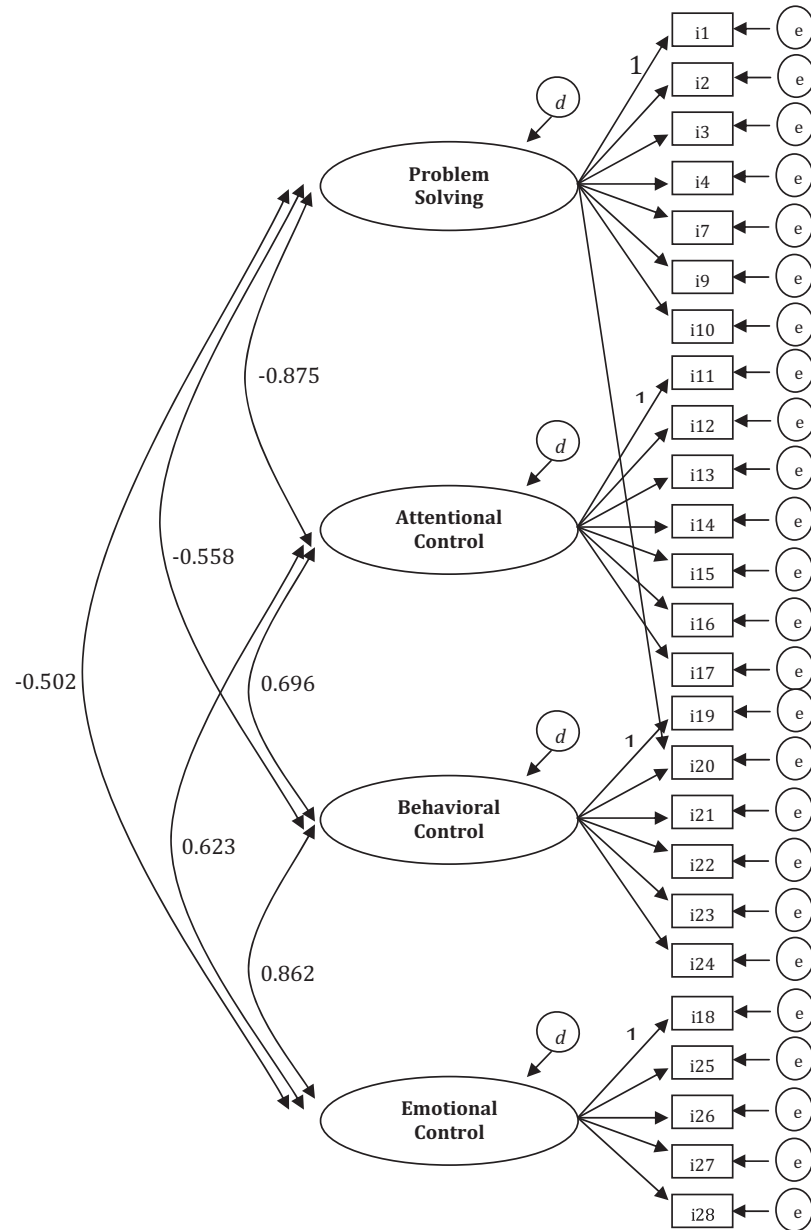 i1
e
1
i2
e
d
i3
e
Problem
Solving
i4
e
i7
e
i9
e
i10
e
-0.875
i11
e
1
i12
e
d
i13
e
Attentional
Control
i14
e
-0.558
i15
e
i16
e
-0.502
0.696
i17
e
i19
e
1
d
i20
e
Behavioral
Control
i21
e
0.623
i22
e
i23
e
0.862
i24
e
i18
e
1
d
i25
e
Emotional
Control
i26
e
i27
e
i28
e